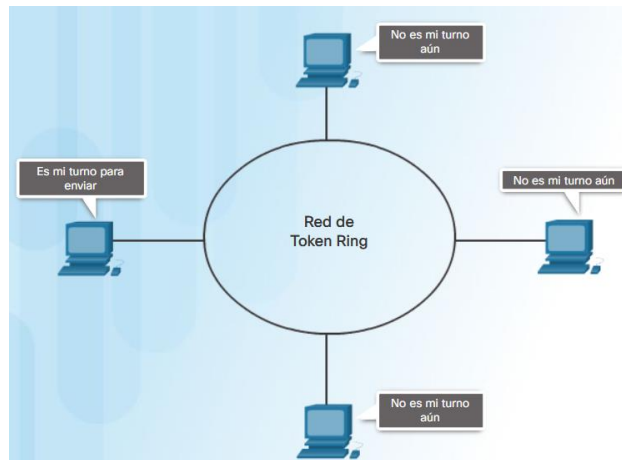 No es mi turno
aún
Es mi turno para
enviar
No es mi turno aún
Red de
Token Ring
No es mi turno
aún